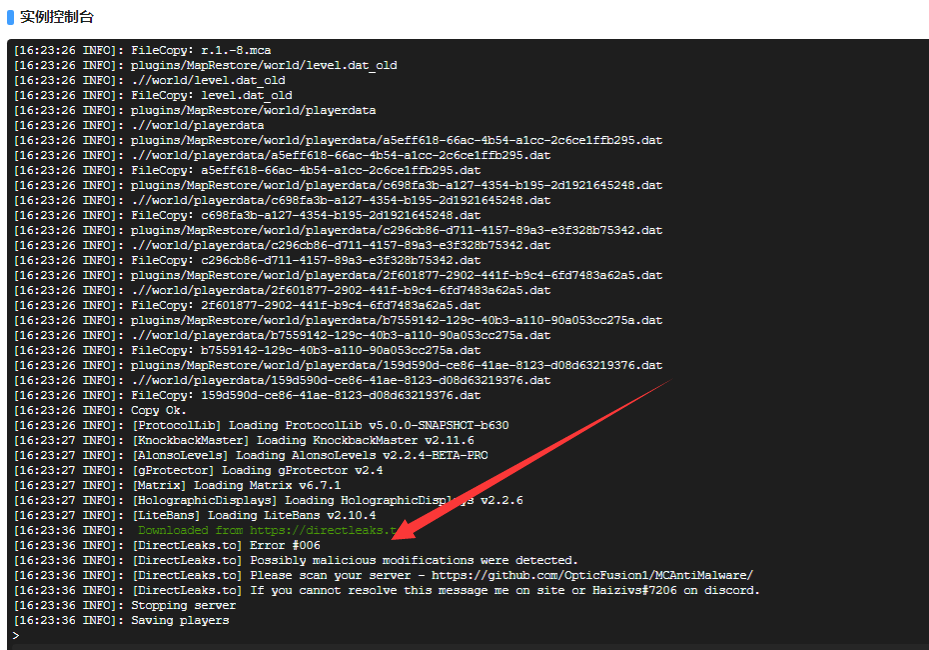 实例控制台
[16:23:26 INFO]: FileCopy: r.1.-8.mca
[16:23:26 INFO]: plugins/MapRestore/world/level.dat_old
[16:23:26 INFO]: .//world/level.dat_old
[16:23:26 INFO]: FileCopy: level.dat_old
[16:23:26 INFO]: plugins/MapRestore/world/playerdata
[16:23:26 INFO]: .//world/playerdata
[16:23:26 INFO]: plugins/MapRestore/world/playerdata/a5eff618-66ac-4b54-a1cc-2c6ce1ffb295.dat
[16:23:26 INFO]: .//world/playerdata/a5eff618-66ac-4b54-a1cc-2c6ce1ffb295.dat
[16:23:26 INFO]: FileCopy: a5eff618-66ac-4b54-a1cc-2c6ce1ffb295.dat
[16:23:26 INFO]: plugins/MapRestore/world/playerdata/c698fa3b-a127-4354-b195-2d1921645248.dat
[16:23:26 INFO]: .//world/playerdata/c698fa3b-a127-4354-b195-2d1921645248.dat
[16:23:26 INFO]: FileCopy: c698fa3b-a127-4354-b195-2d1921645248.dat
[16:23:26 INFO]: plugins/MapRestore/world/playerdata/c296cb86-d711-4157-89a3-e3f328b75342.dat
[16:23:26 INFO]: .//world/playerdata/c296cb86-d711-4157-89a3-e3f328b75342.dat
[16:23:26 INFO]: FileCopy: c296cb86-d711-4157-89a3-e3f328b75342.dat
[16:23:26 INFO]: plugins/MapRestore/world/playerdata/2f601877-2902-441f-b9c4-6fd7483a62a5.dat
[16:23:26 INFO]: .//world/playerdata/2f601877-2902-441f-b9c4-6fd7483a62a5.dat
[16:23:26 INFO]: FileCopy: 2f601877-2902-441f-b9c4-6fd7483a62a5.dat
[16:23:26 INFO]: plugins/MapRestore/world/playerdata/b7559142-129c-40b3-a110-90a053cc275a.dat
[16:23:26 INFO]: .//world/playerdata/b7559142-129c-40b3-a110-90a053cc275a.dat
[16:23:26 INFO]: FileCopy: b7559142-129c-40b3-a110-90a053cc275a.dat
[16:23:26 INFO]: plugins/MapRestore/world/playerdata/159d590d-ce86-41ae-8123-d08d63219376.dat
[16:23:26 INFO]: .//world/playerdata/159d590d-ce86-41ae-8123-d08d63219376.dat
[16:23:26 INFO]: FileCopy: 159d590d-ce86-41ae-8123-d08d63219376.dat
[16:23:26 INFO]: Copy Ok.
[16:23:26 INFO]: [ProtocolLib] Loading ProtocolLib v5.0.0-SNAPSHOT-b630
[16:23:27 INFO]: [KnockbackMaster] Loading KnockbackMaster v2.11.6
[16:23:27 INFO]: [AlonsoLevels] Loading AlonsoLevels v2.2.4-BETA-PRO
[16:23:27 INFO]: [gProtector] Loading gProtector v2.4
[16:23:27 INFO]: [Matrix] Loading Matrix v6.7.1
[16:23:27 INFO]: [HolographicDisplays] Loading HolographicDisplays v2.2.6
[16:23:27 INFO]: [LiteBans] Loading LiteBans v2.10.4
[16:23:36 INFO]: Downloaded from https://directleaks.t
[16:23:36 INFO]: [DirectLeaks.to] Error #006
[16:23:36 INFO]: [DirectLeaks.to] Possibly malicious modifications were detected.
[16:23:36 INFO]: [DirectLeaks.to] Please scan your server - https://github.com/OpticFusion1/MCAntiMalware/
[16:23:36 INFO]: [DirectLeaks.to] If you cannot resolve this message me on site or Haizivs#7206 on discord.
[16:23:36 INFO]: Stopping server
[16:23:36 INFO]: Saving players
>